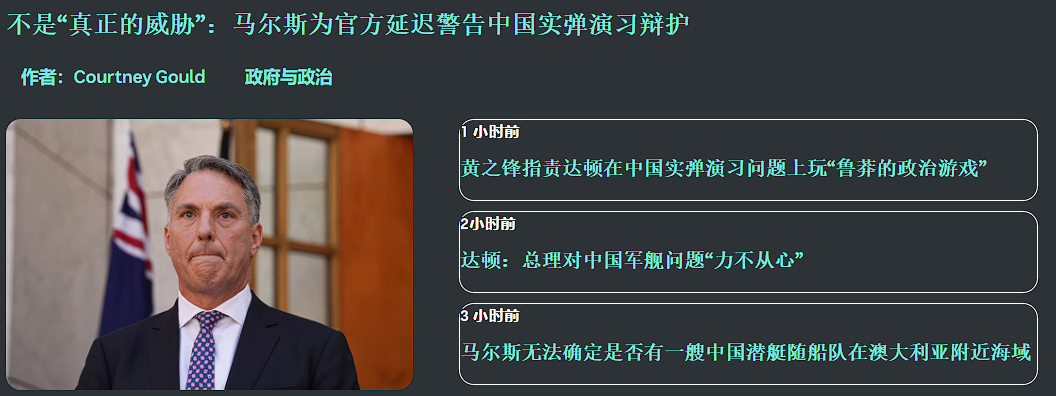 不是“真正的威胁”：马尔斯为官方延迟警告中国实弹演习辩护
作者：Courtney Gould 政府与政治
1 小时前
黄之锋指责达顿在中国实弹演习问题上玩“鲁莽的政治游戏”
2小时前
达顿：总理对中国军舰问题“力不从心”
3 小时前
马尔斯无法确定是否有一艘中国潜艇随船队在澳大利亚附近海域